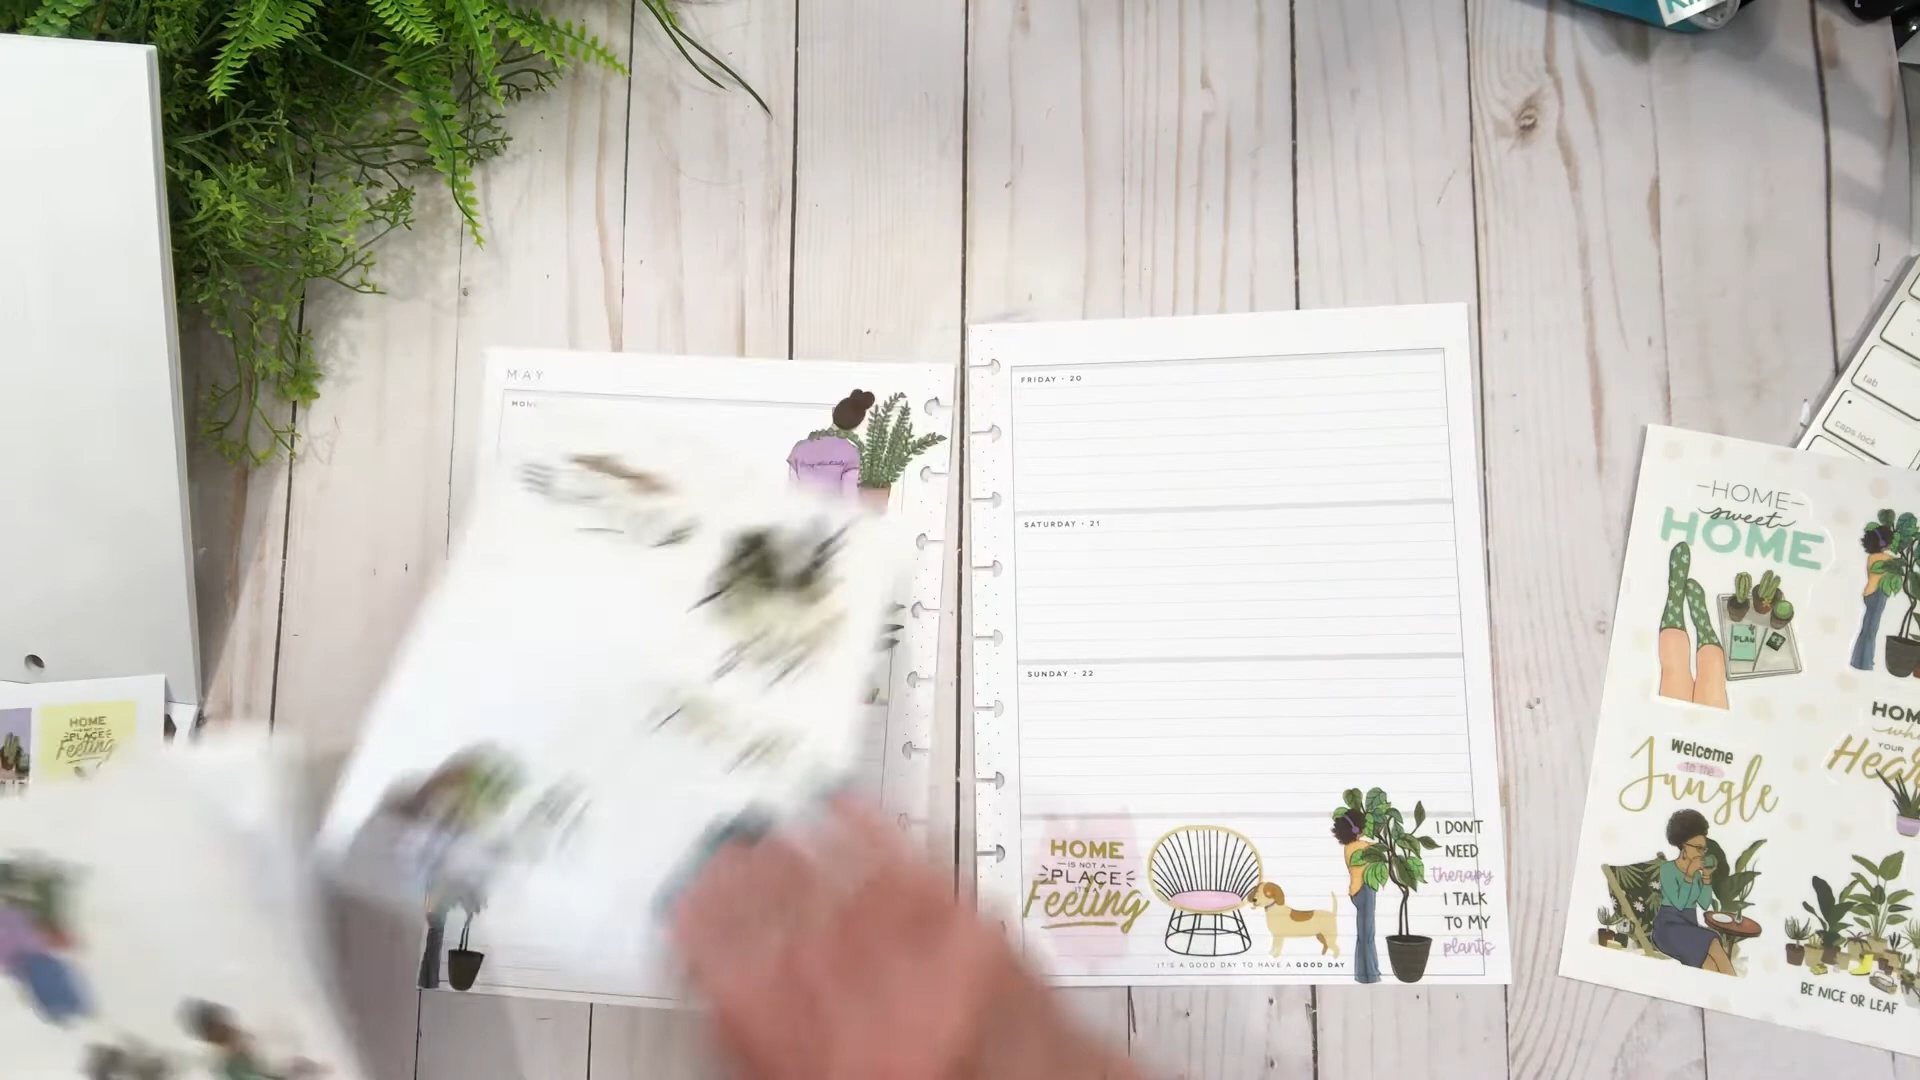 MAY
FRIDAY · 20
SATURDAY · 21
SUNDAY · 22
HOME
IS NOT A
PLACE
Feeling
I DONT
NEED
therapy
I TALK
TO MY
plants
IT'S A GOOD DAY TO HAVE A GOOD DAY
HOME
PLACE
Feeling
HOME
sweet
HOME
PLAN
Welcome
to the
Jungle
YOUR
BE NICE OR LEAF
tab
caps lock